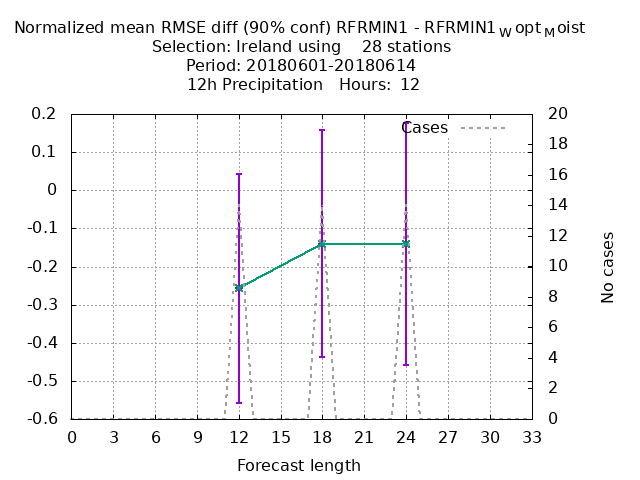 Normalized mean RMSE diff (90% conf) RFRMIN1 - RFRMIN1WoptMoist
Selection: Ireland using 28 stations
Period: 20180601-20180614
12h Precipitation Hours: 12
Cases
0.2
0.1
0
-0.1
-0.2
-0.3
-0.4
-0.5
-0.6
20
18
16
14
12
10
8
6
4
2
0
No cases
0 3 6 9 12 15 18 21 24 27 30 33
Forecast length